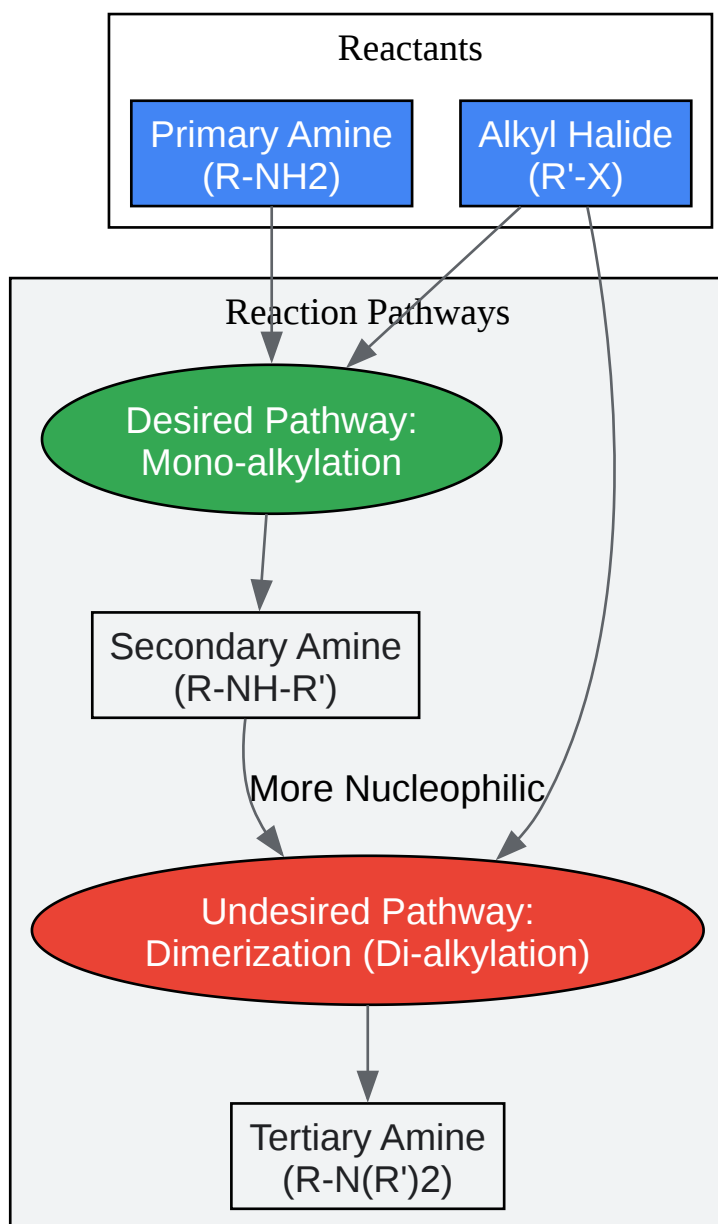 Reactants
Primary Amine
(R-NH2)
Alkyl Halide
(R'-X)
Reaction Pathways
Desired Pathway:
Mono-alkylation
Secondary Amine
(R-NH-R')
More Nucleophilic
Undesired Pathway:
Dimerization (Di-alkylation)
Tertiary Amine
(R-N(R')2)